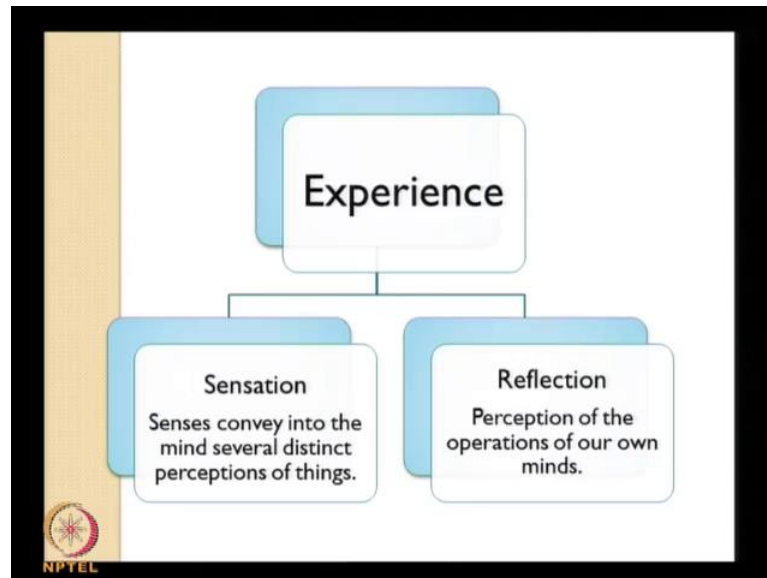 Experience
Sensation
Senses convey into the
mind several distinct
perceptions of things.
Reflection
Perception of the
operations of our own
minds.
NPTEL